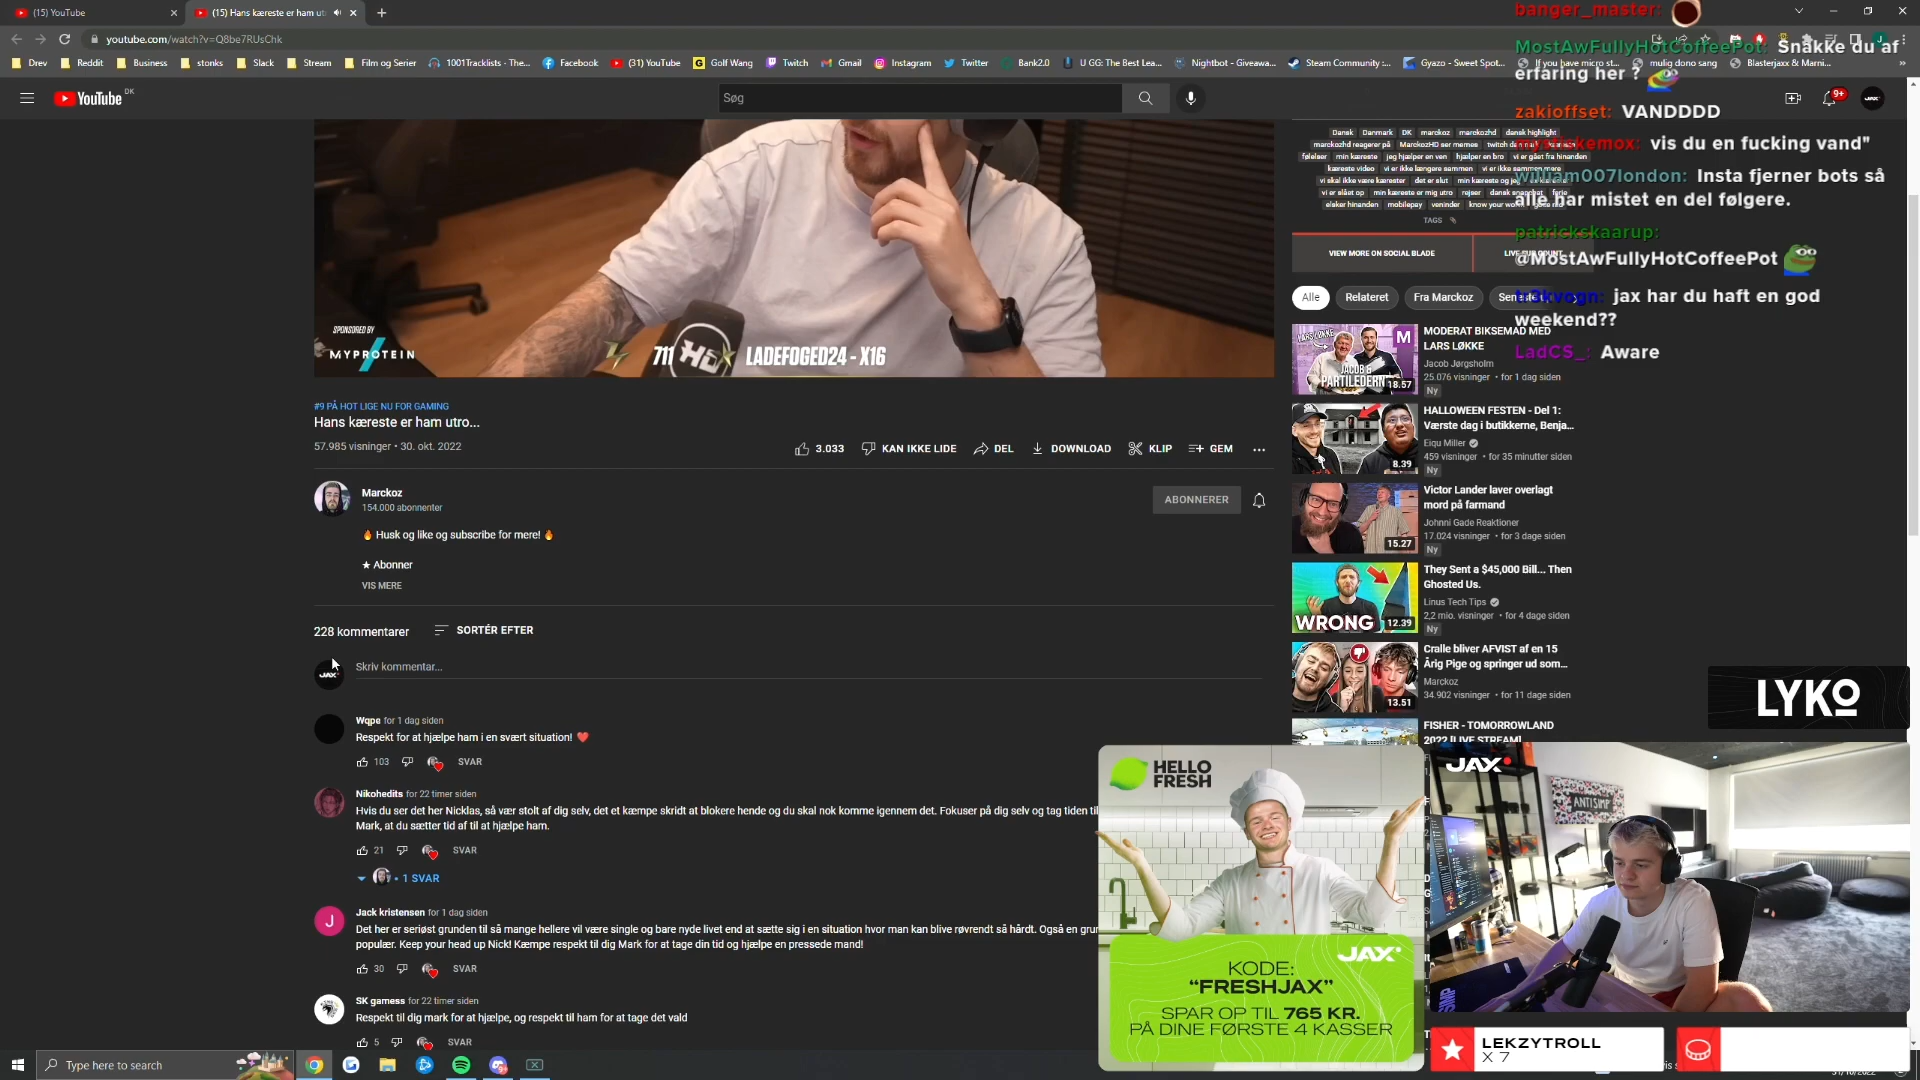 (15) YouTube
(15) Hans kæreste er ham ut
youtube.com/watch?v=Q8be7RUsChk
Drev
Reddit
Business
stonks
Slack
Stream
Film og Serier
1001Tracklists - The...
Facebook
(31) YouTube
Golf Wang
Twitch
Gmail
Instagram
Twitter
Bank2.0
U GG: The Best Lea...
Nightbot - Giveawa...
Steam Community :...
Gyazo - Sweet Spot...
If you have micro st...
mulig dono sang
Blasterjaxx & Marni...
YouTube DK
Søg
9+
banger_master:
MostAwFullyHotCoffeePot: Snakke du af
erfaring her ?
zakioffset: VANDDDD
vis du en fucking vand"
william007london: Insta fjerner bots så
alle har mistet en del følgere.
patrickskaarup:
@MostAwFullyHotCoffeePot
jax har du haft en god
weekend??
LadCS_: Aware
Dansk Danmark DK marckoz marckozhd dansk highlight
marckozhd reagerer på MarckozHD ser memes
følelser min kæreste jeg hjælper en ven hjælper en bro vi er gået fra hinanden
kæreste video vi er ikke længere sammen
vi skal ikke være kærester det er slut
vi er slået op min kæreste er mig utro rejser dansk snapchat
elsker hinanden mobilepay veninder
TAGS
VIEW MORE ON SOCIAL BLADE
Alle
Relateret
Fra Marckoz
SPONSORED BY
MYPROTEIN
711
LADEFOGED24 - X16
#9 PÅ HOT LIGE NU FOR GAMING
Hans kæreste er ham utro...
57.985 visninger • 30. okt. 2022
3.033
KAN IKKE LIDE
DEL
DOWNLOAD
KLIP
GEM
Marckoz
154.000 abonnenter
ABONNERER
🔥 Husk og like og subscribe for mere! 🔥
★ Abonner
VIS MERE
228 kommentarer
SORTÉR EFTER
JAX
Skriv kommentar...
Wqpe for 1 dag siden
Respekt for at hjælpe ham i en svært situation! ❤️
103
SVAR
Nikohedits for 22 timer siden
Hvis du ser det her Nicklas, så vær stolt af dig selv, det et kæmpe skridt at blokere hende og du skal nok komme igennem det. Fokuser på dig selv og tag tiden til
Mark, at du sætter tid af til at hjælpe ham.
21
SVAR
1 SVAR
J
Jack kristensen for 1 dag siden
Det her er seriøst grunden til så mange hellere vil være single og bare nyde livet end at sætte sig i en situation hvor man kan blive røvrendt så hårdt. Også en grun
populær. Keep your head up Nick! Kæmpe respekt til dig Mark for at tage din tid og hjælpe en pressede mand!
30
SVAR
SK gamess for 22 timer siden
Respekt til dig mark for at hjælpe, og respekt til ham for at tage det vald
5
SVAR
LARS LØKKE
M
JACOB &
PARTILEDERN
18.57
MODERAT BIKSEMAD MED
LARS LØKKE
Jacob Jørgsholm
25.076 visninger • for 1 dag siden
Ny
8.39
HALLOWEEN FESTEN - Del 1:
Værste dag i butikkerne, Benja...
Eiqu Miller
459 visninger • for 35 minutter siden
Ny
15.27
Victor Lander laver overlagt
mord på farmand
Johnni Gade Reaktioner
17.024 visninger • for 3 dage siden
Ny
WRONG
12.39
They Sent a $45,000 Bill... Then
Ghosted Us.
Linus Tech Tips
2,2 mio. visninger • for 4 dage siden
Ny
13.51
Cralle bliver AFVIST af en 15
Årig Pige og springer ud som...
Marckoz
34.902 visninger • for 11 dage siden
FISHER - TOMORROWLAND
2022 [LIVE STREAM]
LYKO
HELLO
FRESH
JAX
KODE:
"FRESHJAX"
SPAR OP TIL 765 KR.
PÅ DINE FØRSTE 4 KASSER
JAX
ANTI SIMP
LEKZYTROLL
X 7
Type here to search
31/10/2022